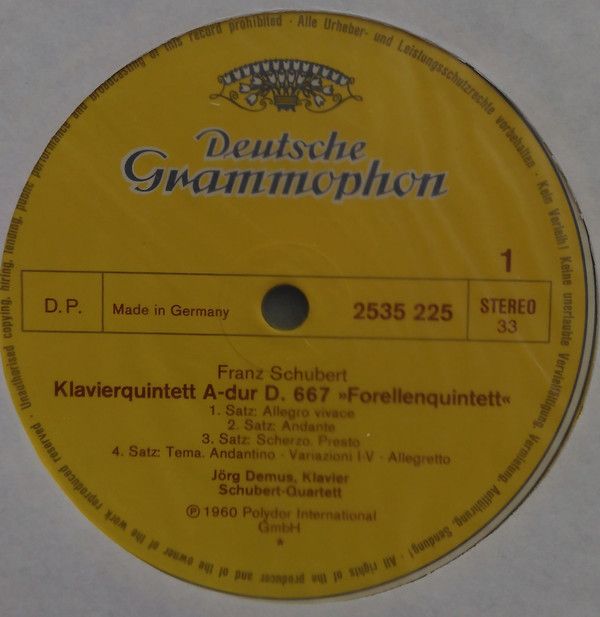 Deutsche
Grammophon
1
D.P.
Made in Germany
2535 225
STEREO
33
Franz Schubert
Klavierquintett A-dur D. 667 »Forellenquintett«
1. Satz: Allegro vivace
2. Satz: Andante
3. Satz: Scherzo. Presto
4. Satz: Tema. Andantino · Variazioni I-V · Allegretto
Jörg Demus, Klavier
Schubert-Quartett
Ⓟ 1960 Polydor International
GmbH
*
Alle Urheber- und Leistungsschutzrechte vorbehalten · Kein Verleih! Keine unerlaubte Vervielfältigung, Vermietung, Aufführung, Sendung! · All rights of the producer and of the owner of the work reproduced reserved · Unauthorised copying, hiring, lending, public performance and broadcasting of this record prohibited ·